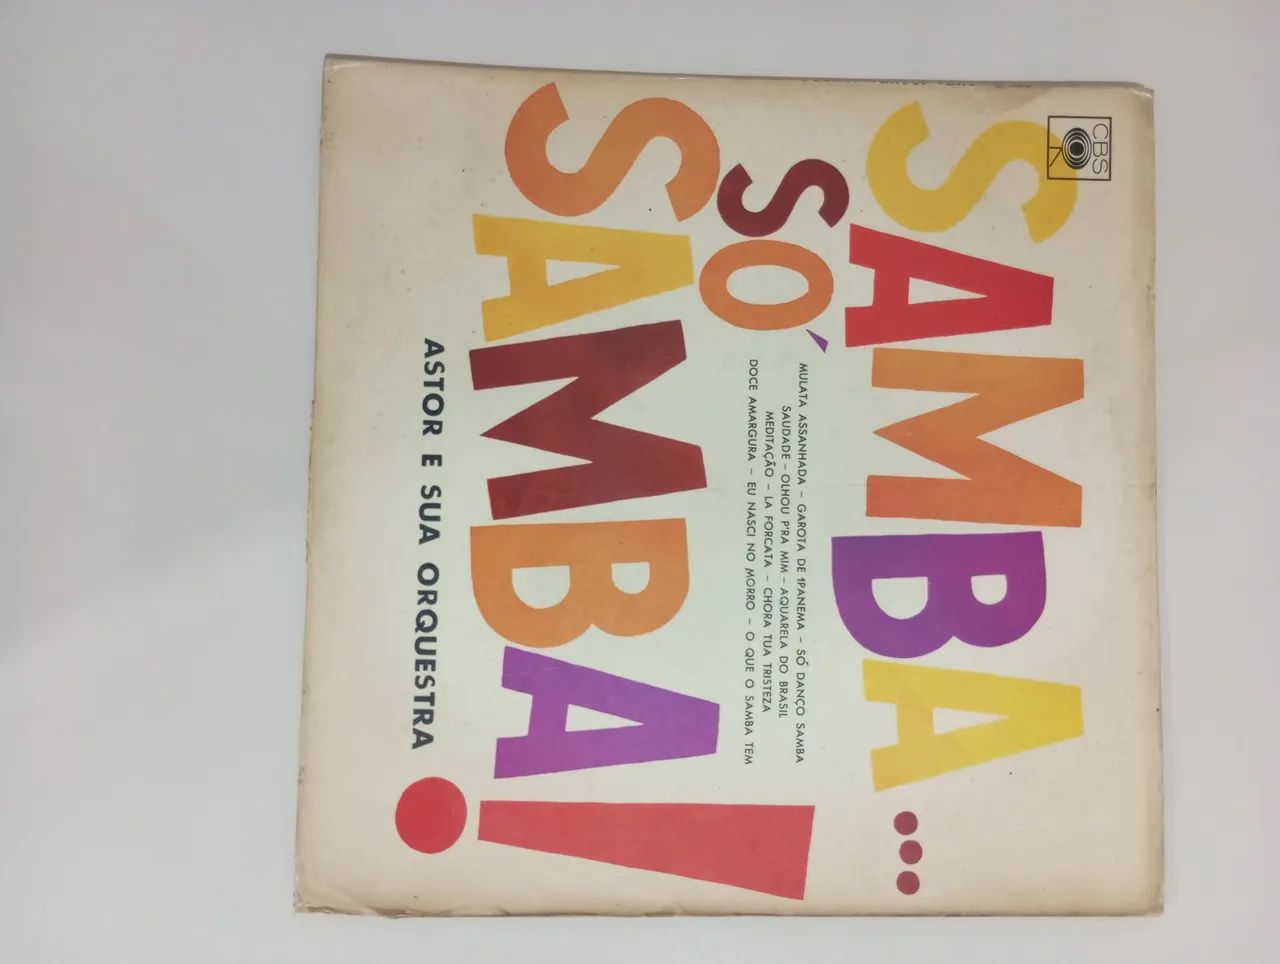 CBS
SAMBA...
SÓ
MULATA ASSANHADA – GAROTA DE IPANEMA – SÓ DANÇO SAMBA
SAUDADE – OLHOU P'RA MIM – AQUARELA DO BRASIL
MEDITAÇÃO – LA FORCATA – CHORA TUA TRISTEZA
DOCE AMARGURA – EU NASCI NO MORRO – O QUE O SAMBA TEM
SAMBA!
ASTOR E SUA ORQUESTRA